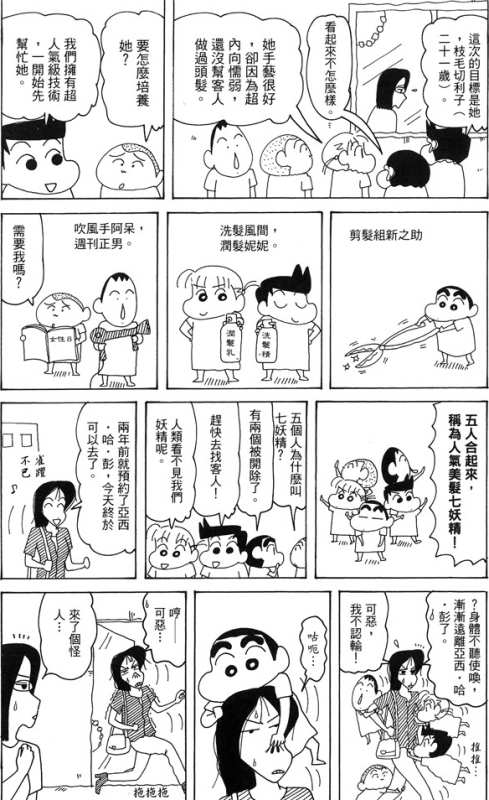 這次的目標是她
，枝毛切利子（
二十一歲）。
看起來不怎麼樣。
她手藝很好
，卻因為超
內向懦弱，
還沒幫客人
做過頭髮。
要怎麼培養
她？
我們擁有超
人氣級技術
，一開始先
幫忙她。
剪髮組新之助
洗髮風間，
潤髮妮妮。
潤髮乳
洗髮精
吹風手阿呆，
週刊正男。
女性自
需要我嗎？
五人合起來，
稱為人氣美髮七妖精！
五個人為什麼叫
七妖精？
有兩個被開除了。
趕快去找客人！
人類看不見我們
妖精呢。
兩年前就預約了亞西
．哈．彭，今天終於
可以去了。
雀躍
不已
？身體不聽使喚，
漸漸遠離亞西．哈
．彭了。
可惡，
我不認輸！
推推…
咕呃…
哼…
可惡…
拖拖拖
來了個怪
人…